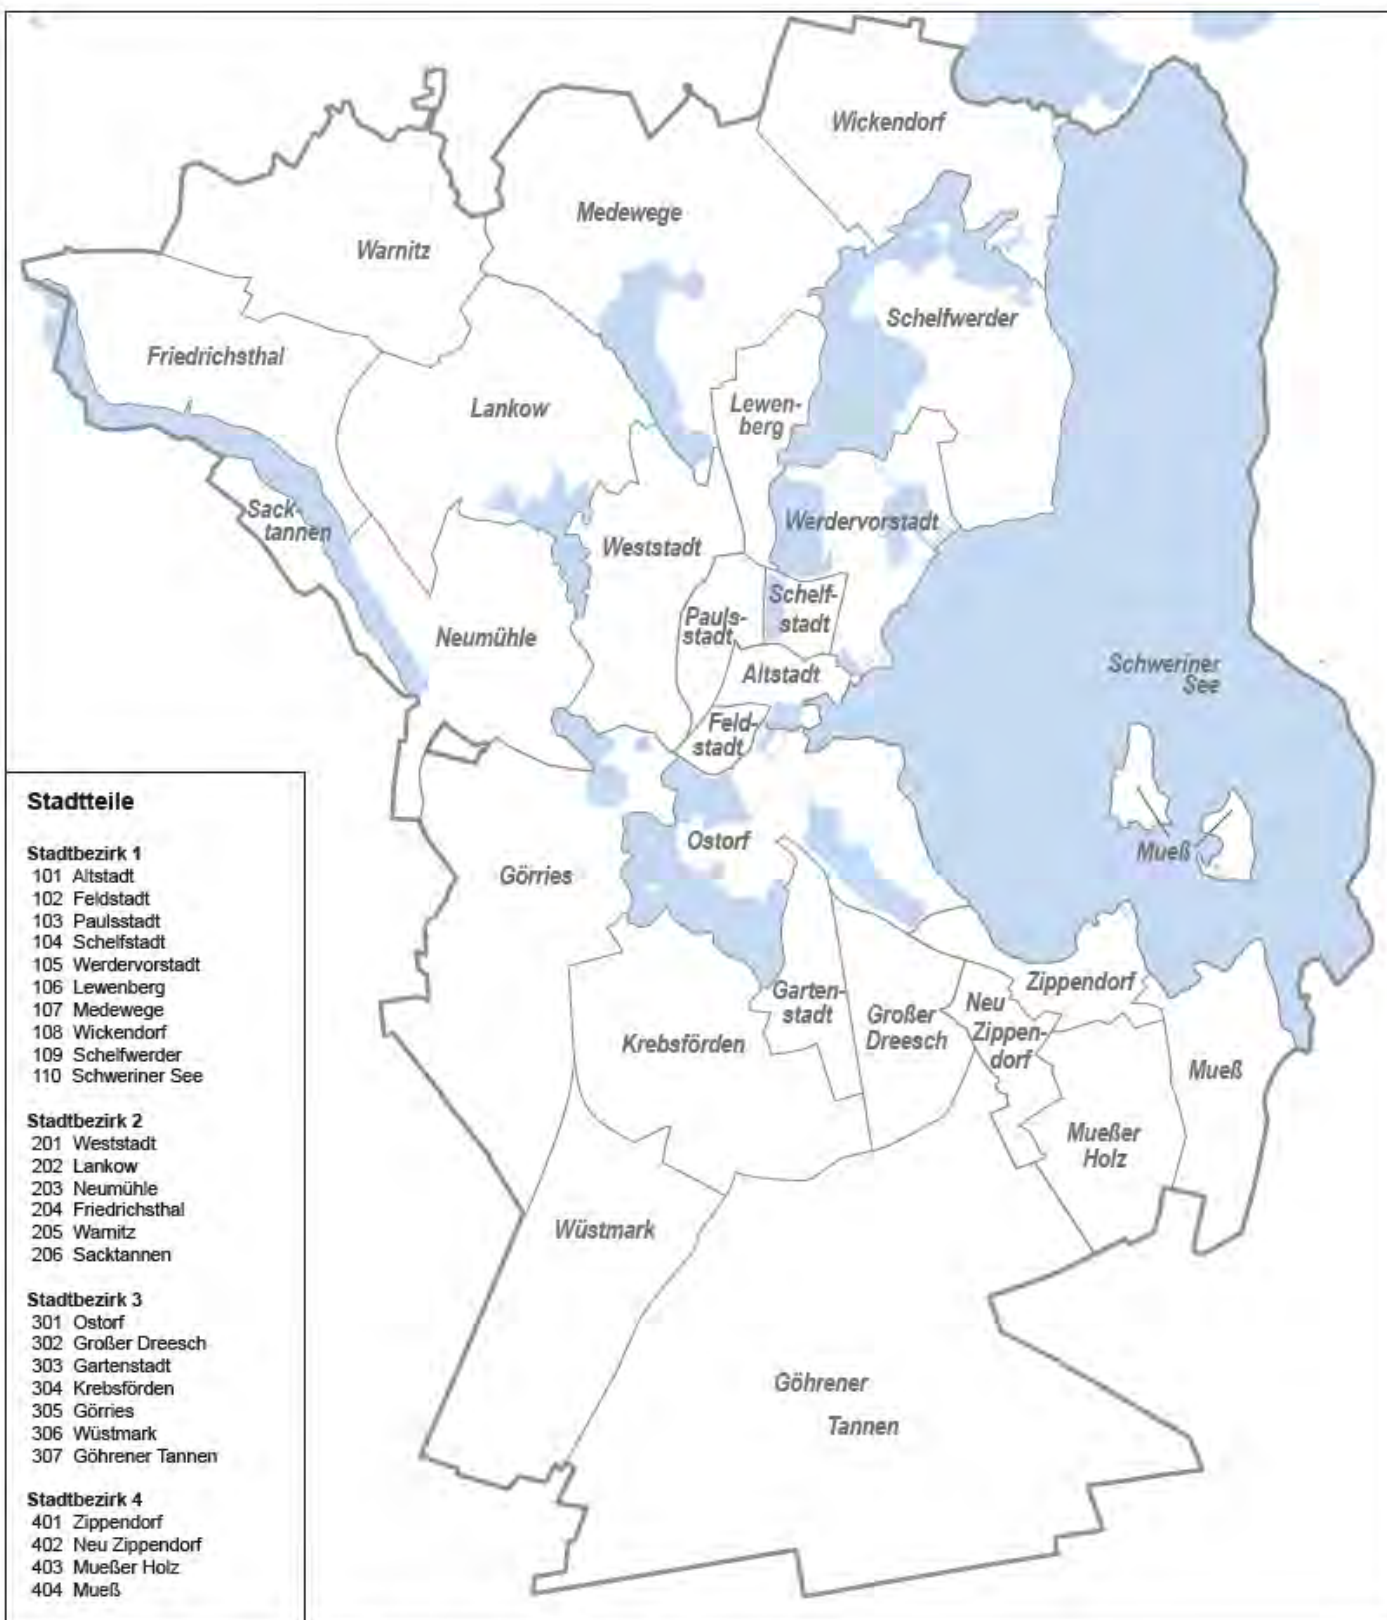 Wickendorf
Medewege
Warnitz
Schelfwerder
Friedrichsthal
Lankow
Lewen-
berg
Sack-
tannen
Werdervorstadt
Weststadt
Schelf-
stadt
Pauls-
stadt
Neumühle
Altstadt
Schweriner
See
Feld-
stadt
Ostorf
Mueß
Görries
Zippendorf
Garten-
stadt
Großer
Dreesch
Neu
Zippen-
dorf
Krebsförden
Mueß
Mueßer
Holz
Wüstmark
Göhrener
Tannen
Stadtteile
Stadtbezirk 1
101 Altstadt
102 Feldstadt
103 Paulsstadt
104 Schelfstadt
105 Werdervorstadt
106 Lewenberg
107 Medewege
108 Wickendorf
109 Schelfwerder
110 Schweriner See
Stadtbezirk 2
201 Weststadt
202 Lankow
203 Neumühle
204 Friedrichsthal
205 Warnitz
206 Sacktannen
Stadtbezirk 3
301 Ostorf
302 Großer Dreesch
303 Gartenstadt
304 Krebsförden
305 Görries
306 Wüstmark
307 Göhrener Tannen
Stadtbezirk 4
401 Zippendorf
402 Neu Zippendorf
403 Mueßer Holz
404 Mueß